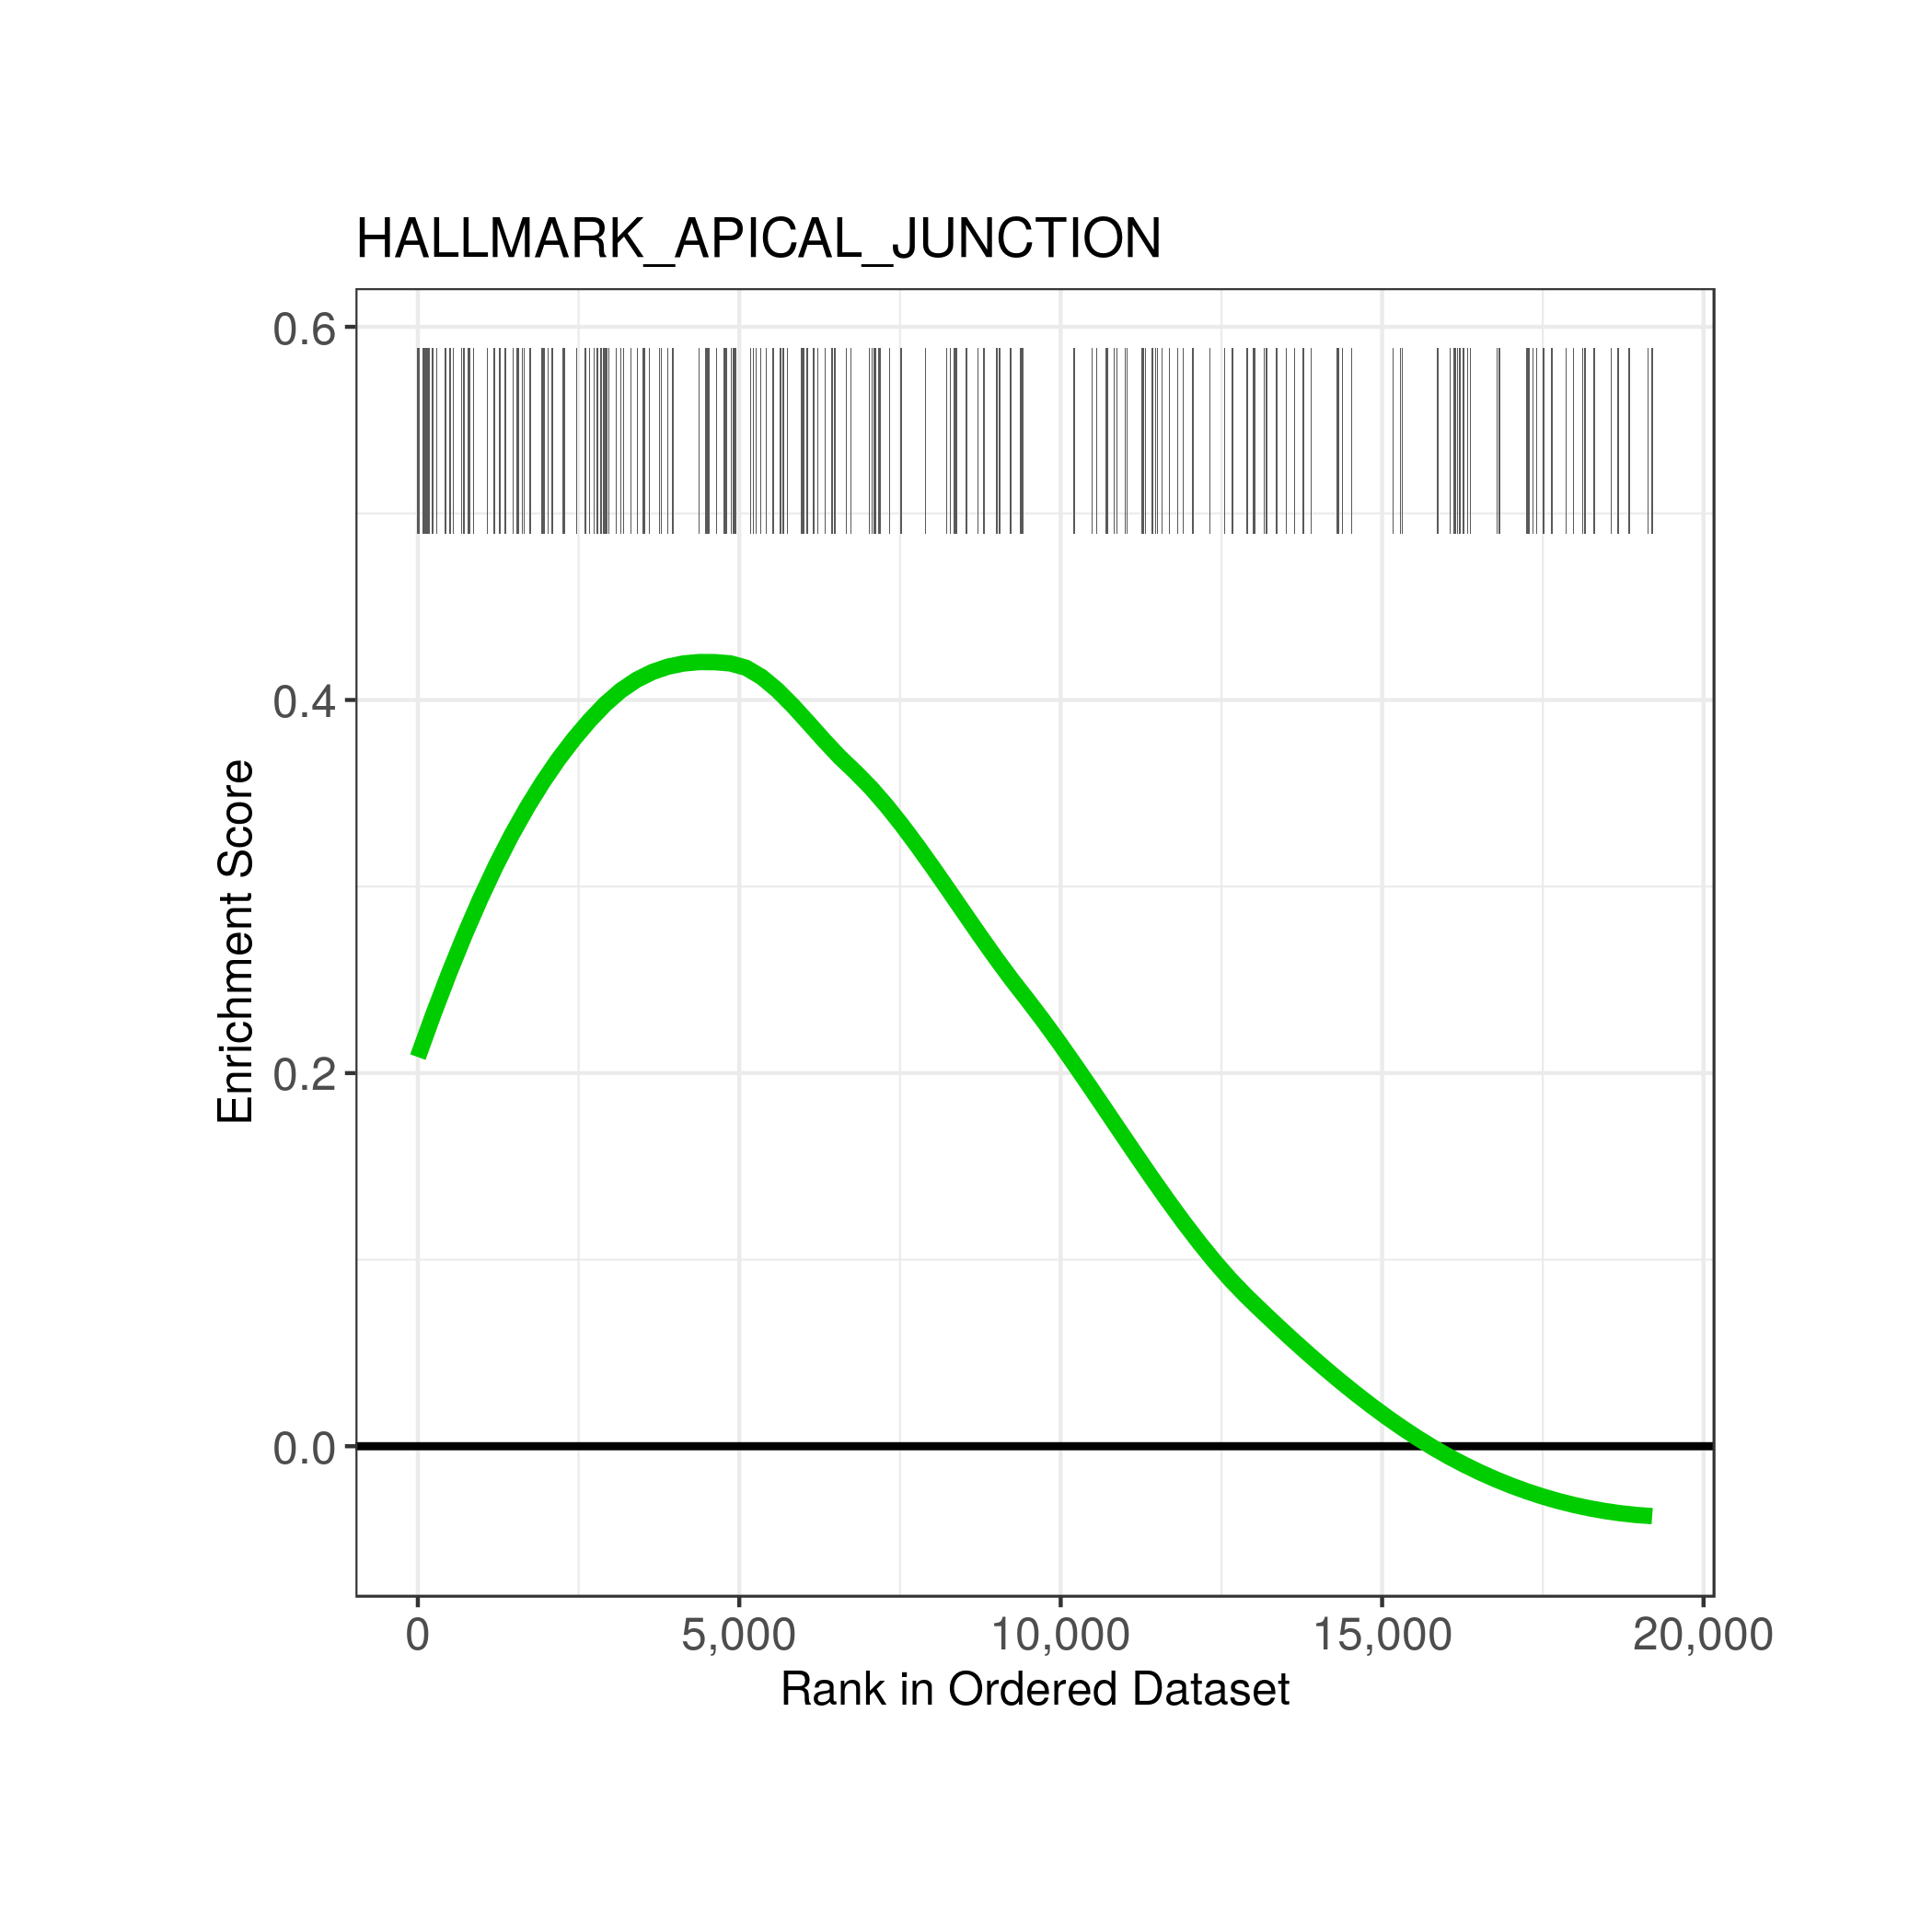 HALLMARK_APICAL_JUNCTION
0.6
0.4
0.2
0.0
Enrichment Score
0 5,000 10,000 15,000 20,000
Rank in Ordered Dataset